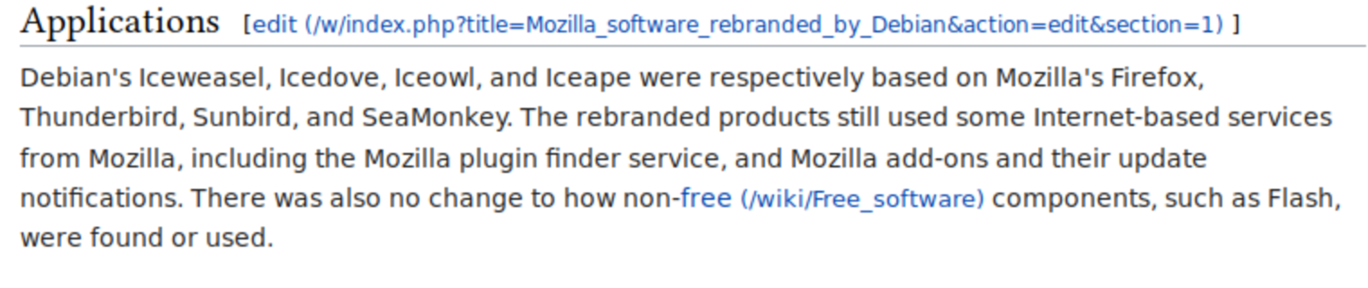 Applications [edit (/w/index.php?title=Mozilla_software_rebranded_by_Debian&action=edit&section=1) ]
Debian's Iceweasel, Icedove, Iceowl, and Iceape were respectively based on Mozilla's Firefox,
Thunderbird, Sunbird, and SeaMonkey. The rebranded products still used some Internet-based services
from Mozilla, including the Mozilla plugin finder service, and Mozilla add-ons and their update
notifications. There was also no change to how non-free (/wiki/Free_software) components, such as Flash,
were found or used.